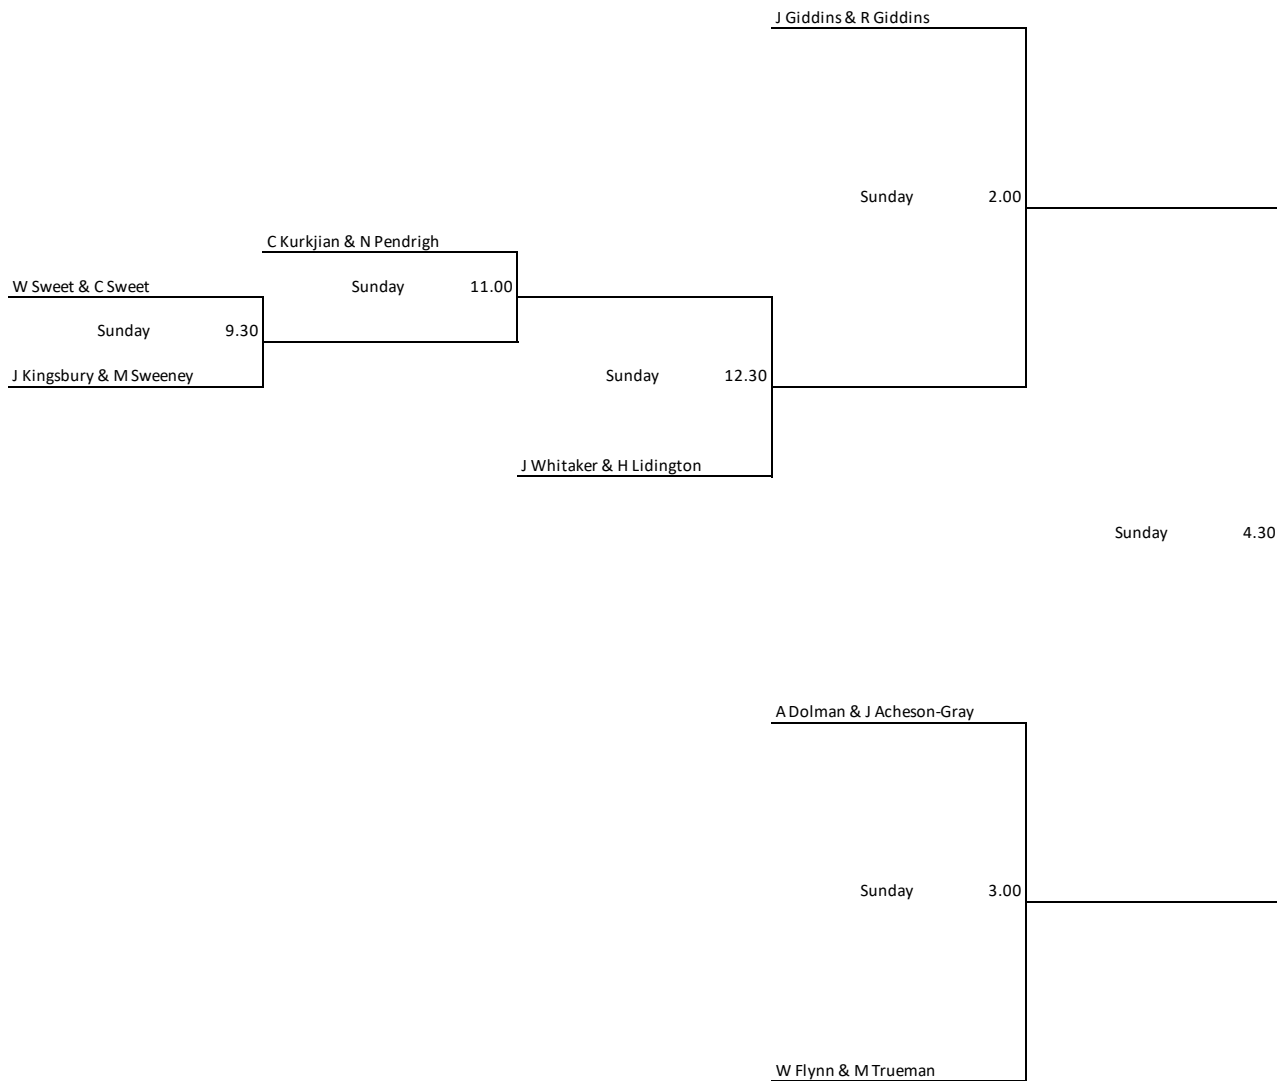 J Giddins & R Giddins
Sunday 2.00
C Kurkjian & N Pendrigh
W Sweet & C Sweet
Sunday 11.00
Sunday 9.30
J Kingsbury & M Sweeney
Sunday 12.30
J Whitaker & H Lidington
Sunday 4.30
A Dolman & J Acheson-Gray
Sunday 3.00
W Flynn & M Trueman